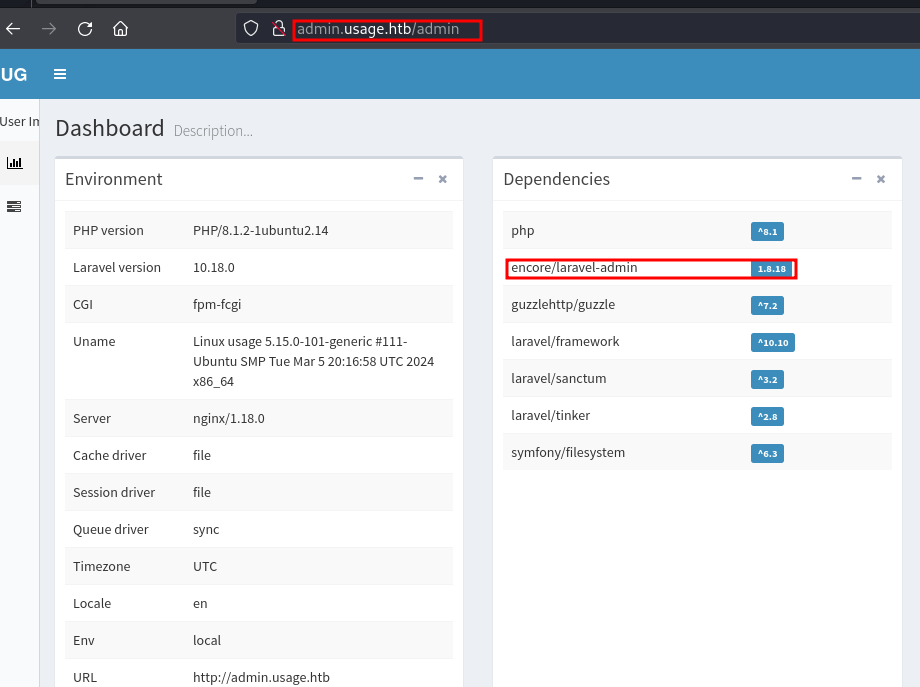 admin.usage.htb/admin
UG
User In
Dashboard Description...
Environment
PHP version PHP/8.1.2-1ubuntu2.14
Laravel version 10.18.0
CGI fpm-fcgi
Uname Linux usage 5.15.0-101-generic #111-
Ubuntu SMP Tue Mar 5 20:16:58 UTC 2024
x86_64
Server nginx/1.18.0
Cache driver file
Session driver file
Queue driver sync
Timezone UTC
Locale en
Env local
URL http://admin.usage.htb
Dependencies
php ^8.1
encore/laravel-admin 1.8.18
guzzlehttp/guzzle ^7.2
laravel/framework ^10.10
laravel/sanctum ^3.2
laravel/tinker ^2.8
symfony/filesystem ^6.3